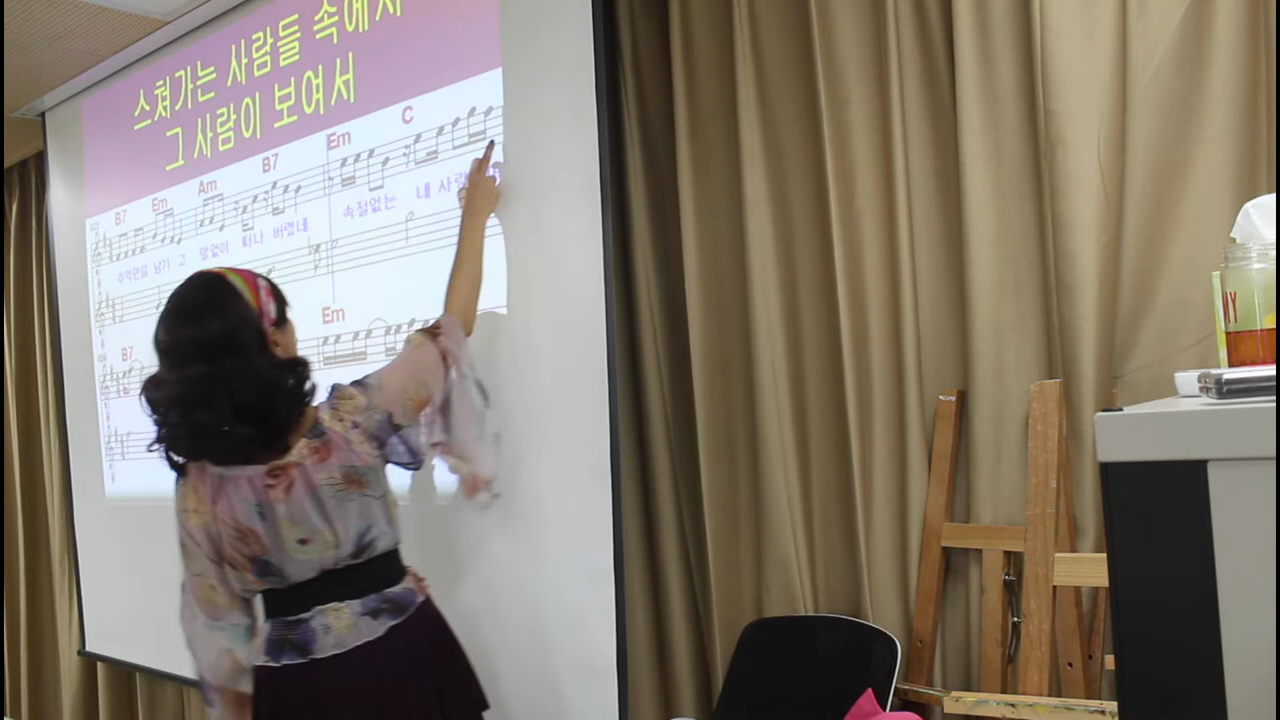 스쳐가는 사람들 속에서
그 사람이 보여서
B7 Em Am B7 Em C
추억만을 남기 고 말없이 떠나 버렸네 속절없는 내 사랑
B7 Em